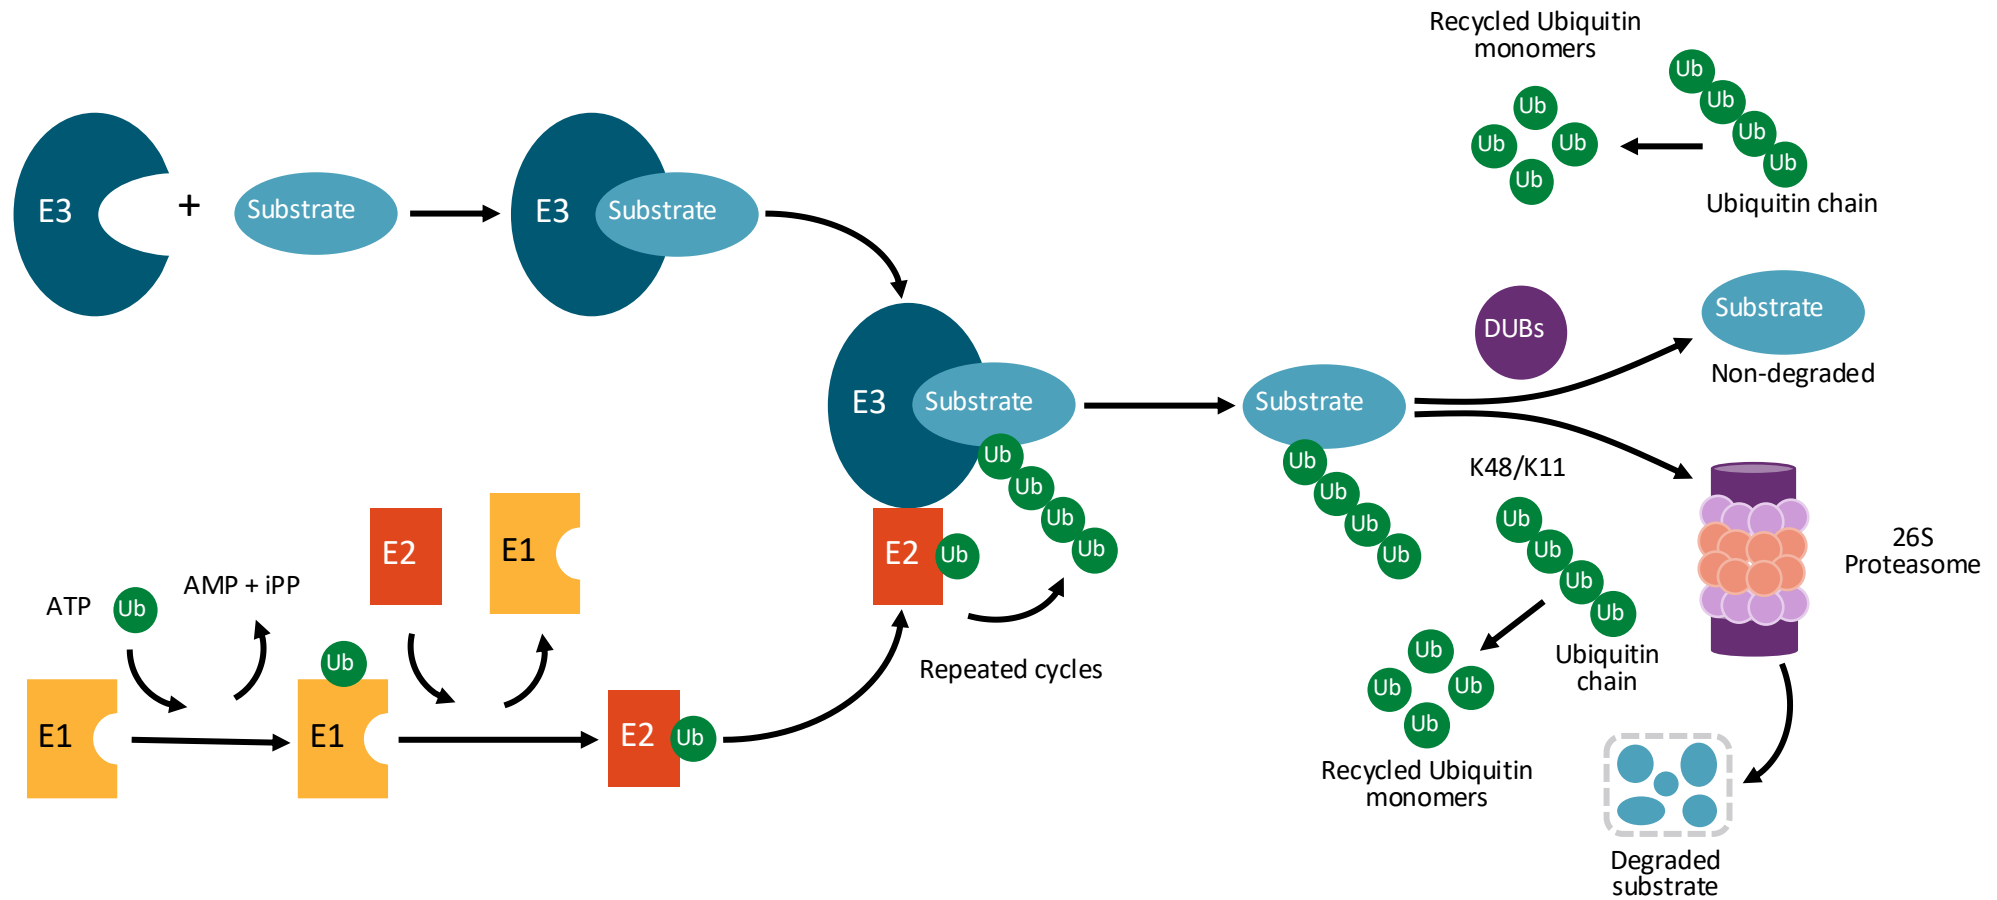 Recycled Ubiquitin
monomers
Ub
Ub
Ub
Ub
Ub
Ub
Ub
Ub
Ubiquitin chain
E3
+
Substrate
E3
Substrate
DUBs
Substrate
Non-degraded
E3
Substrate
Ub
Ub
Ub
Ub
E2
Ub
Repeated cycles
Substrate
Ub
Ub
Ub
Ub
K48/K11
Ub
Ub
Ub
Ub
Ubiquitin
chain
26S
Proteasome
ATP
Ub
AMP + iPP
E2
E1
E1
Ub
E1
E2
Ub
Ub
Ub
Ub
Ub
Recycled Ubiquitin
monomers
Degraded
substrate